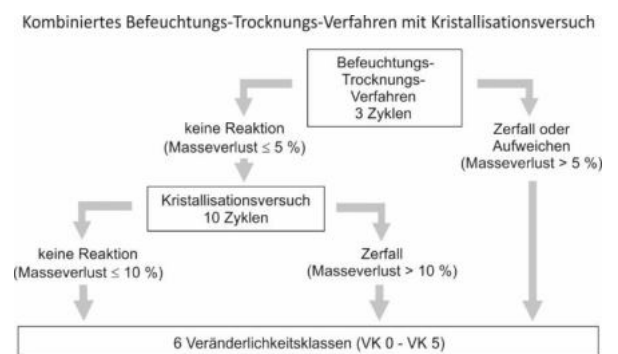 Kombiniertes Befeuchtungs-Trocknungs-Verfahren mit Kristallisationsversuch
Befeuchtungs-
Trocknungs-
Verfahren
3 Zyklen
keine Reaktion
(Masseverlust ≤ 5 %)
Zerfall oder
Aufweichen
(Masseverlust > 5 %)
Kristallisationsversuch
10 Zyklen
keine Reaktion
(Masseverlust ≤ 10 %)
Zerfall
(Masseverlust > 10 %)
6 Veränderlichkeitsklassen (VK 0 - VK 5)